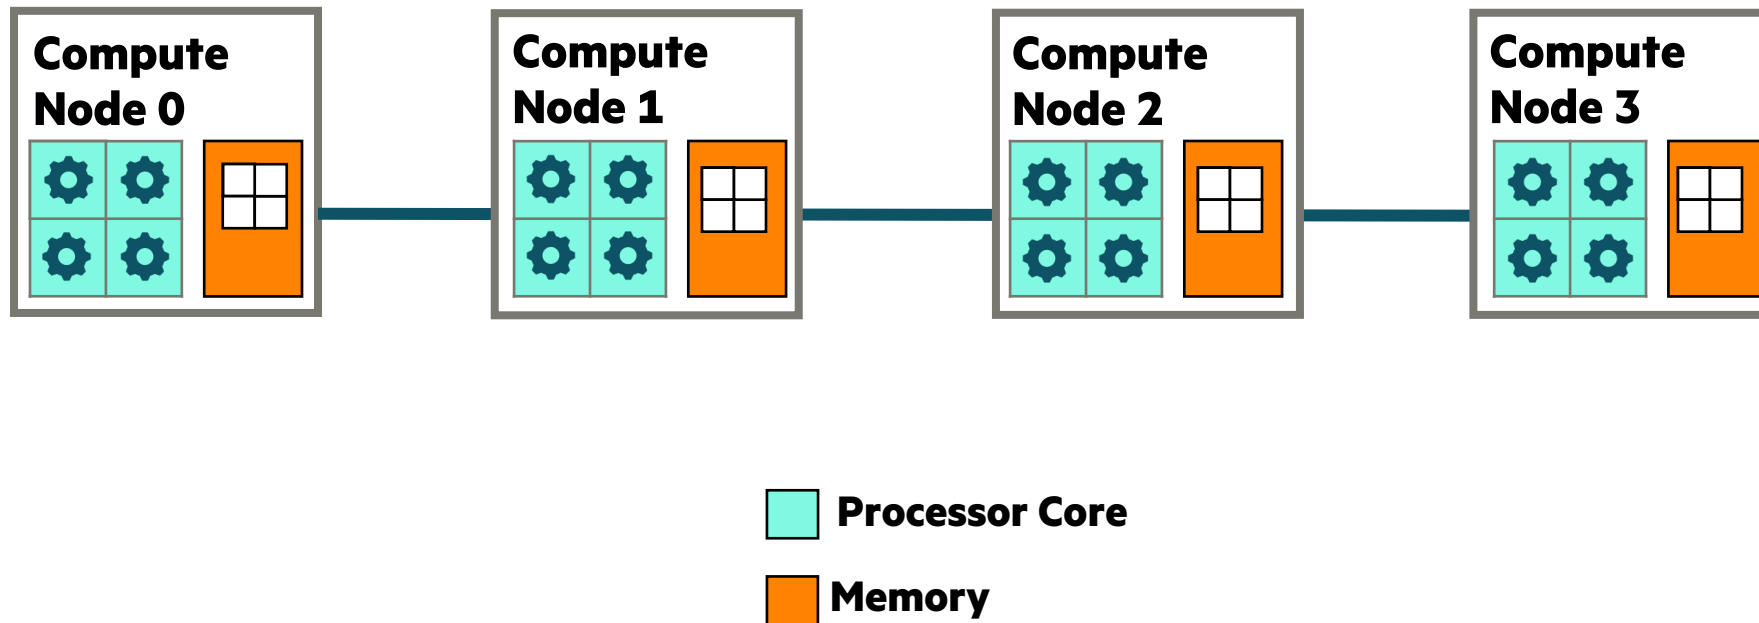 Compute
Node 0
Compute
Node 1
Compute
Node 2
Compute
Node 3
Processor Core
Memory